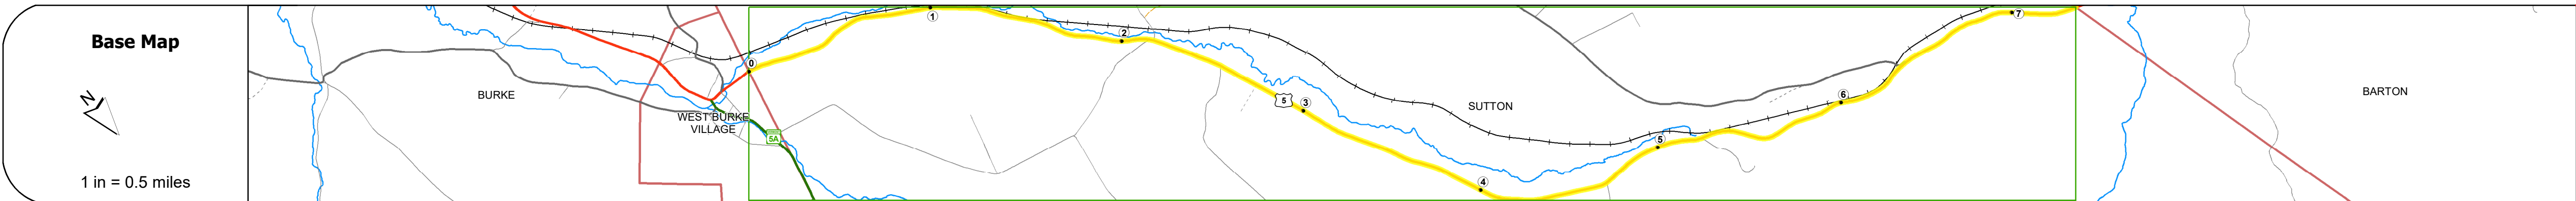 Base Map
N
1 in = 0.5 miles
BURKE
WEST BURKE
VILLAGE
5A
0
1
2
5
3
4
SUTTON
5
6
7
BARTON